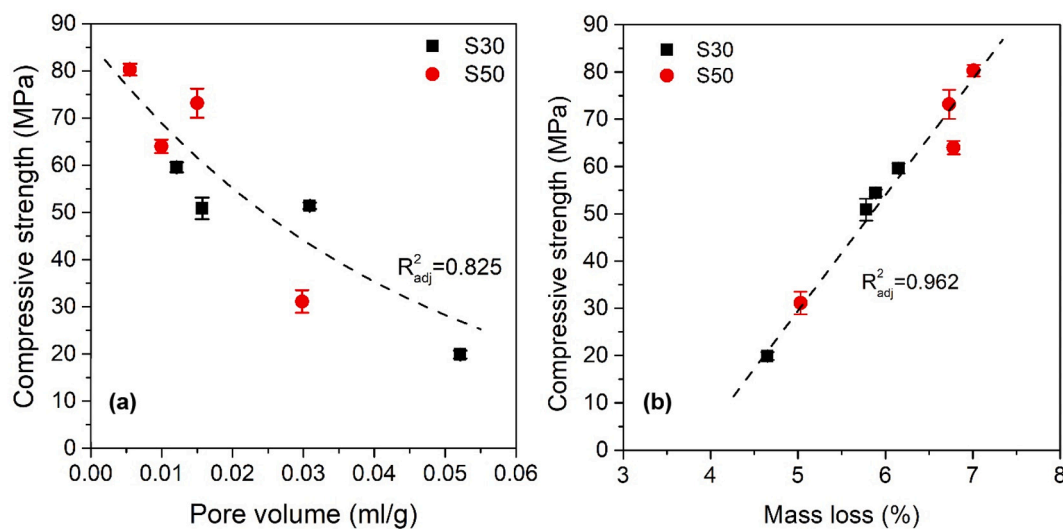 90
80
70
60
50
40
30
20
10
0
Compressive strength (MPa)
S30
S50
R²adj=0.825
(a)
0.00 0.01 0.02 0.03 0.04 0.05 0.06
Pore volume (ml/g)
90
80
70
60
50
40
30
20
10
0
Compressive strength (MPa)
S30
S50
R²adj=0.962
(b)
3 4 5 6 7 8
Mass loss (%)